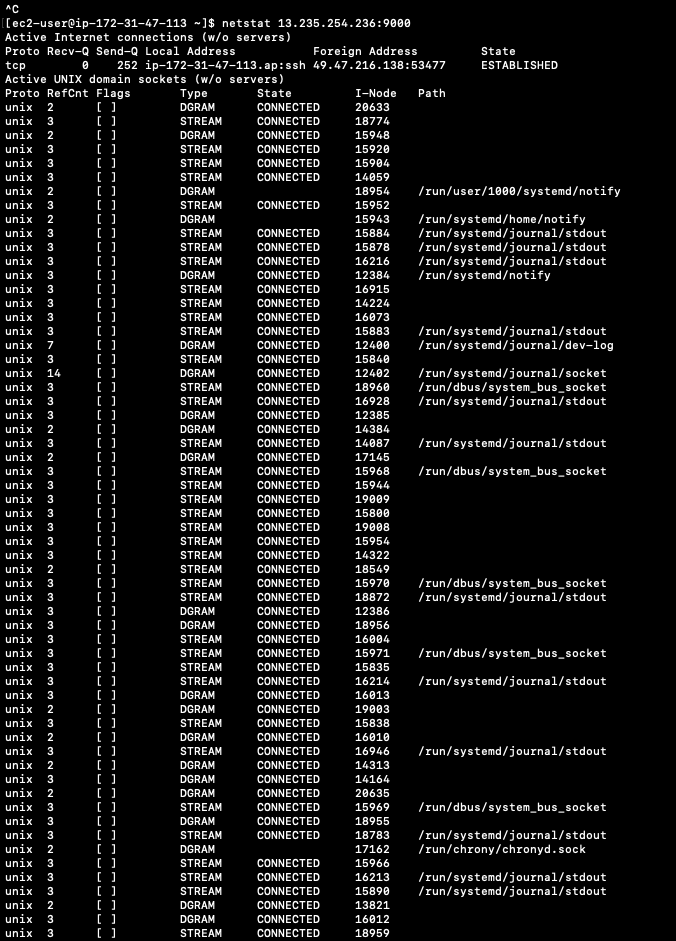 ^C
[[ec2-user@ip-172-31-47-113 ~]$ netstat 13.235.254.236:9000
Active Internet connections (w/o servers)
Proto Recv-Q Send-Q Local Address           Foreign Address         State
tcp        0    252 ip-172-31-47-113.ap:ssh 49.47.216.138:53477     ESTABLISHED
Active UNIX domain sockets (w/o servers)
Proto RefCnt Flags       Type       State         I-Node   Path
unix  2      [ ]         DGRAM      CONNECTED     20633
unix  3      [ ]         STREAM     CONNECTED     18774
unix  2      [ ]         DGRAM      CONNECTED     15948
unix  3      [ ]         STREAM     CONNECTED     15920
unix  3      [ ]         STREAM     CONNECTED     15904
unix  3      [ ]         STREAM     CONNECTED     14059
unix  2      [ ]         DGRAM                    18954    /run/user/1000/systemd/notify
unix  3      [ ]         STREAM     CONNECTED     15952
unix  2      [ ]         DGRAM                    15943    /run/systemd/home/notify
unix  3      [ ]         STREAM     CONNECTED     15884    /run/systemd/journal/stdout
unix  3      [ ]         STREAM     CONNECTED     15878    /run/systemd/journal/stdout
unix  3      [ ]         STREAM     CONNECTED     16216    /run/systemd/journal/stdout
unix  3      [ ]         DGRAM      CONNECTED     12384    /run/systemd/notify
unix  3      [ ]         STREAM     CONNECTED     16915
unix  3      [ ]         STREAM     CONNECTED     14224
unix  3      [ ]         STREAM     CONNECTED     16073
unix  3      [ ]         STREAM     CONNECTED     15883    /run/systemd/journal/stdout
unix  7      [ ]         DGRAM      CONNECTED     12400    /run/systemd/journal/dev-log
unix  3      [ ]         STREAM     CONNECTED     15840
unix  14     [ ]         DGRAM      CONNECTED     12402    /run/systemd/journal/socket
unix  3      [ ]         STREAM     CONNECTED     18960    /run/dbus/system_bus_socket
unix  3      [ ]         STREAM     CONNECTED     16928    /run/systemd/journal/stdout
unix  3      [ ]         DGRAM      CONNECTED     12385
unix  2      [ ]         DGRAM      CONNECTED     14384
unix  3      [ ]         STREAM     CONNECTED     14087    /run/systemd/journal/stdout
unix  2      [ ]         DGRAM      CONNECTED     17145
unix  3      [ ]         STREAM     CONNECTED     15968    /run/dbus/system_bus_socket
unix  3      [ ]         STREAM     CONNECTED     15944
unix  3      [ ]         STREAM     CONNECTED     19009
unix  3      [ ]         STREAM     CONNECTED     15800
unix  3      [ ]         STREAM     CONNECTED     19008
unix  3      [ ]         STREAM     CONNECTED     15954
unix  3      [ ]         STREAM     CONNECTED     14322
unix  2      [ ]         STREAM     CONNECTED     18549
unix  3      [ ]         STREAM     CONNECTED     15970    /run/dbus/system_bus_socket
unix  3      [ ]         STREAM     CONNECTED     18872    /run/systemd/journal/stdout
unix  3      [ ]         DGRAM      CONNECTED     12386
unix  3      [ ]         DGRAM      CONNECTED     18956
unix  3      [ ]         STREAM     CONNECTED     16004
unix  3      [ ]         STREAM     CONNECTED     15971    /run/dbus/system_bus_socket
unix  3      [ ]         STREAM     CONNECTED     15835
unix  3      [ ]         STREAM     CONNECTED     16214    /run/systemd/journal/stdout
unix  3      [ ]         DGRAM      CONNECTED     16013
unix  2      [ ]         DGRAM      CONNECTED     19003
unix  3      [ ]         STREAM     CONNECTED     15838
unix  2      [ ]         DGRAM      CONNECTED     16010
unix  3      [ ]         STREAM     CONNECTED     16946    /run/systemd/journal/stdout
unix  2      [ ]         DGRAM      CONNECTED     14313
unix  3      [ ]         DGRAM      CONNECTED     14164
unix  2      [ ]         DGRAM      CONNECTED     20635
unix  3      [ ]         STREAM     CONNECTED     15969    /run/dbus/system_bus_socket
unix  3      [ ]         DGRAM      CONNECTED     18955
unix  3      [ ]         STREAM     CONNECTED     18783    /run/systemd/journal/stdout
unix  2      [ ]         DGRAM                    17162    /run/chrony/chronyd.sock
unix  3      [ ]         STREAM     CONNECTED     15966
unix  3      [ ]         STREAM     CONNECTED     16213    /run/systemd/journal/stdout
unix  3      [ ]         STREAM     CONNECTED     15890    /run/systemd/journal/stdout
unix  2      [ ]         DGRAM      CONNECTED     13821
unix  3      [ ]         DGRAM      CONNECTED     16012
unix  3      [ ]         STREAM     CONNECTED     18959